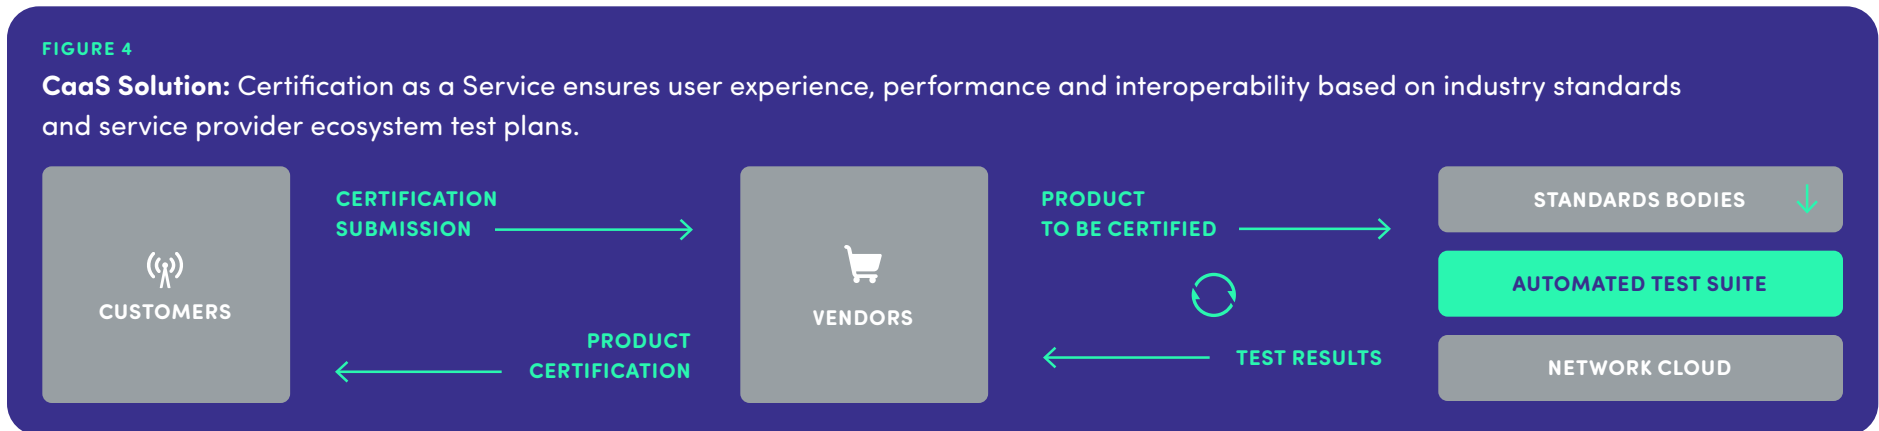 FIGURE 4
CaaS Solution: Certification as a Service ensures user experience, performance and interoperability based on industry standards
and service provider ecosystem test plans.
CUSTOMERS
CERTIFICATION
SUBMISSION
PRODUCT
CERTIFICATION
VENDORS
PRODUCT
TO BE CERTIFIED
TEST RESULTS
STANDARDS BODIES
AUTOMATED TEST SUITE
NETWORK CLOUD